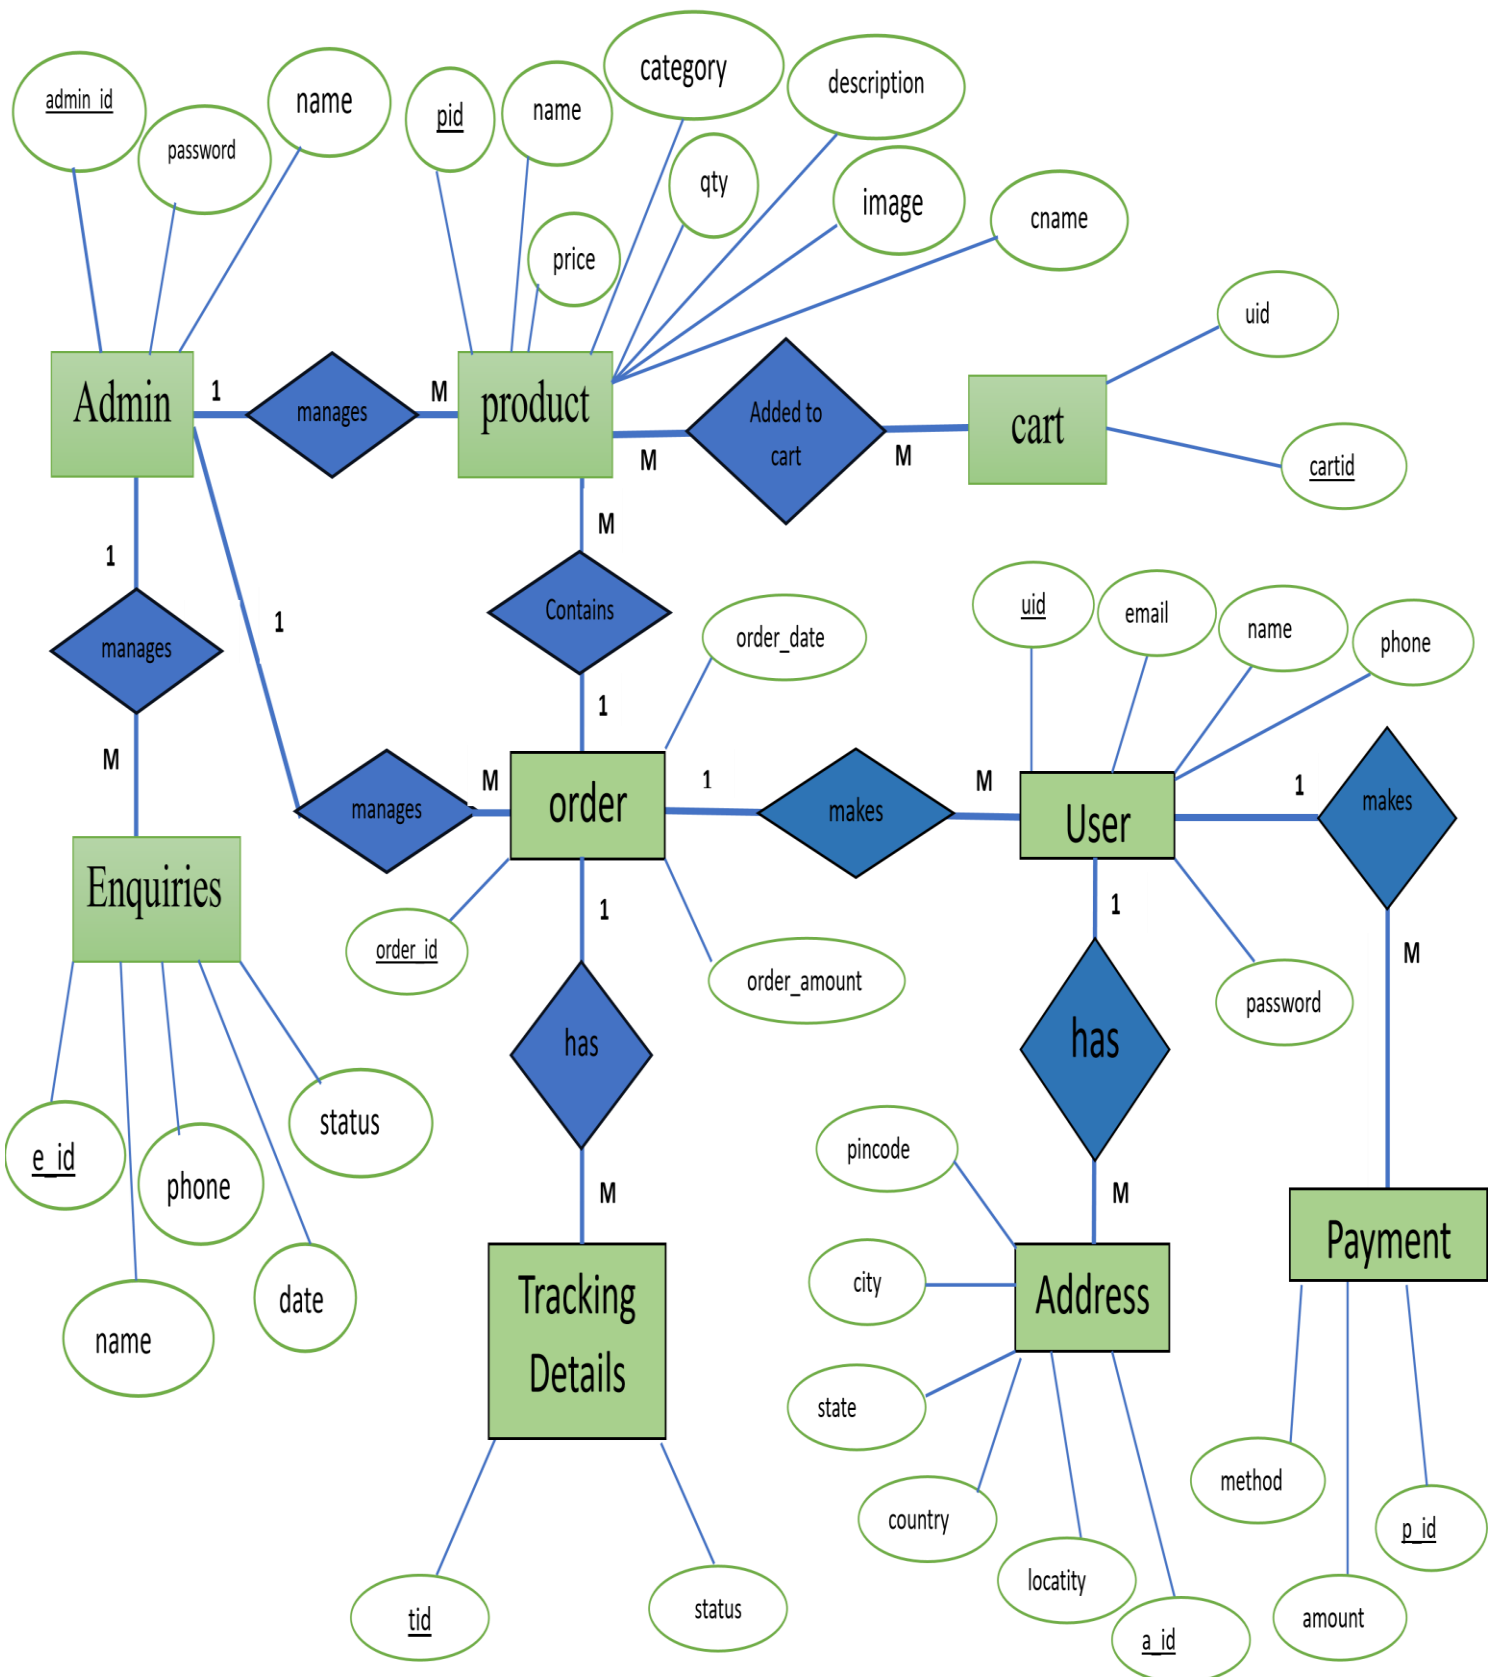 category
description
name
admin_id
name
pid
password
qty
image
cname
price
uid
Admin
1
manages
M
product
M
Added to
cart
M
cart
cartid
M
1
1
Contains
manages
uid
email
name
phone
order_date
1
M
manages
M
order
1
makes
M
User
1
makes
Enquiries
order_id
1
order_amount
1
M
password
has
has
status
e_id
phone
pincode
M
M
name
date
Tracking
Details
city
Address
Payment
state
country
locatity
method
p_id
tid
status
a_id
amount